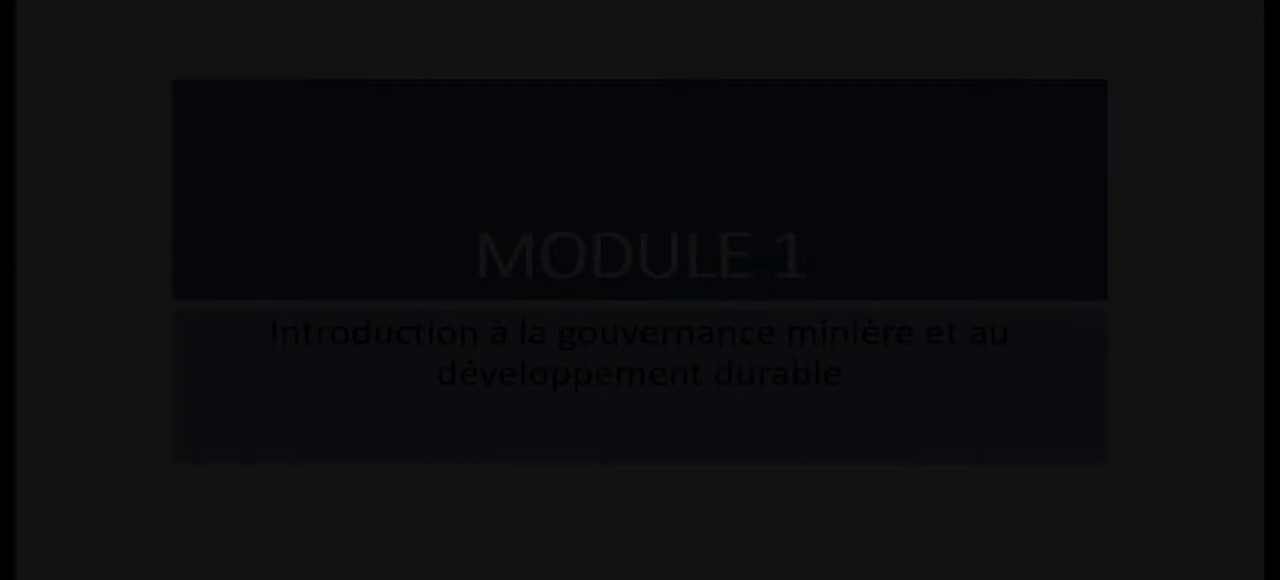 MODULE 1
Introduction à la gouvernance minière et au
développement durable